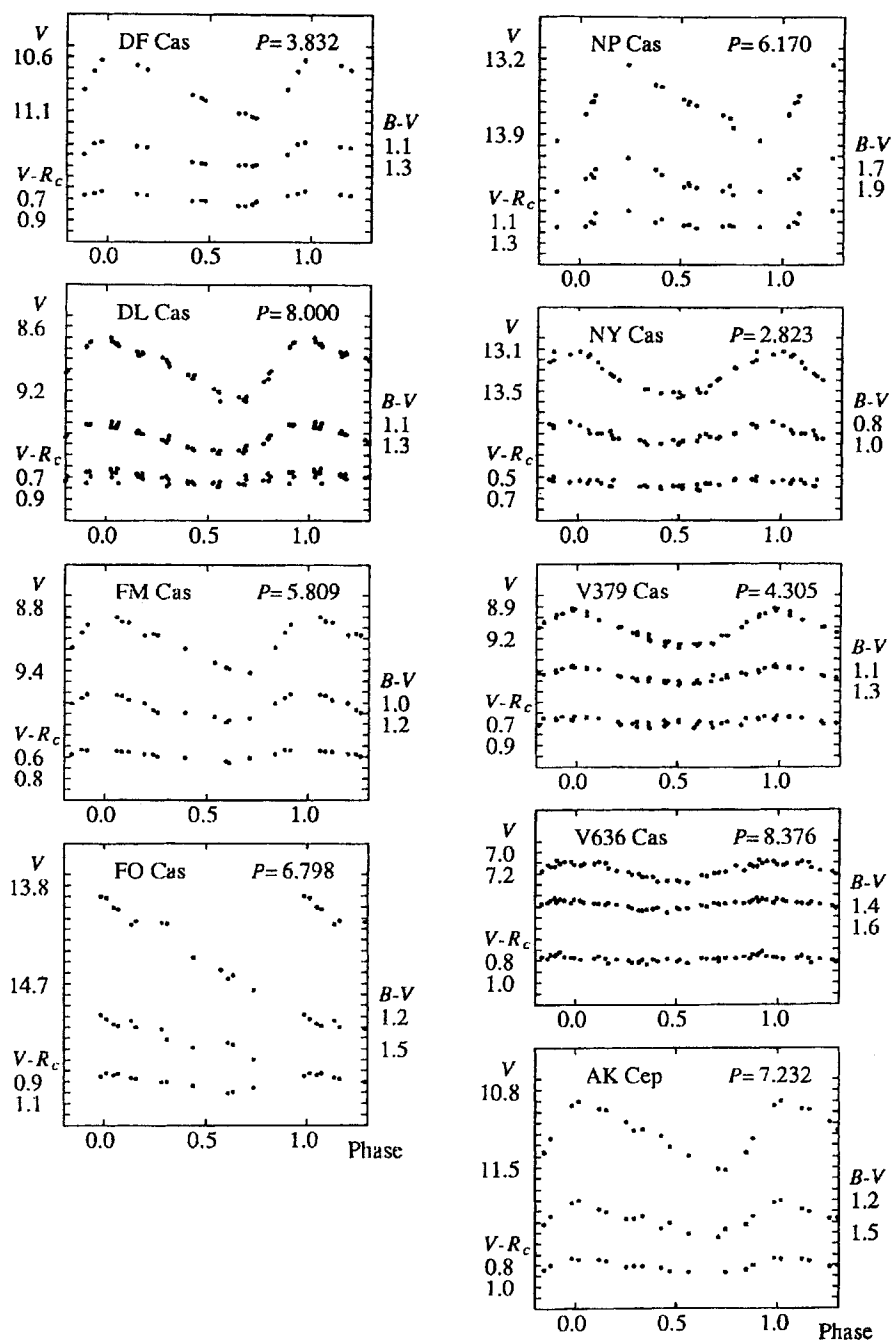 DF Cas P=3.832
V
10.6
11.1
B-V
1.1
1.3
V-Rc
0.7
0.9
0.0 0.5 1.0
DL Cas P=8.000
V
8.6
9.2
B-V
1.1
1.3
V-Rc
0.7
0.9
0.0 0.5 1.0
FM Cas P=5.809
V
8.8
9.4
B-V
1.0
1.2
V-Rc
0.6
0.8
0.0 0.5 1.0
FO Cas P=6.798
V
13.8
14.7
B-V
1.2
1.5
V-Rc
0.9
1.1
0.0 0.5 1.0
Phase
NP Cas P=6.170
V
13.2
13.9
B-V
1.7
1.9
V-Rc
1.1
1.3
0.0 0.5 1.0
NY Cas P=2.823
V
13.1
13.5
B-V
0.8
1.0
V-Rc
0.5
0.7
0.0 0.5 1.0
V379 Cas P=4.305
V
8.9
9.2
B-V
1.1
1.3
V-Rc
0.7
0.9
0.0 0.5 1.0
V636 Cas P=8.376
V
7.0
7.2
B-V
1.4
1.6
V-Rc
0.8
1.0
0.0 0.5 1.0
AK Cep P=7.232
V
10.8
11.5
B-V
1.2
1.5
V-Rc
0.8
1.0
0.0 0.5 1.0
Phase